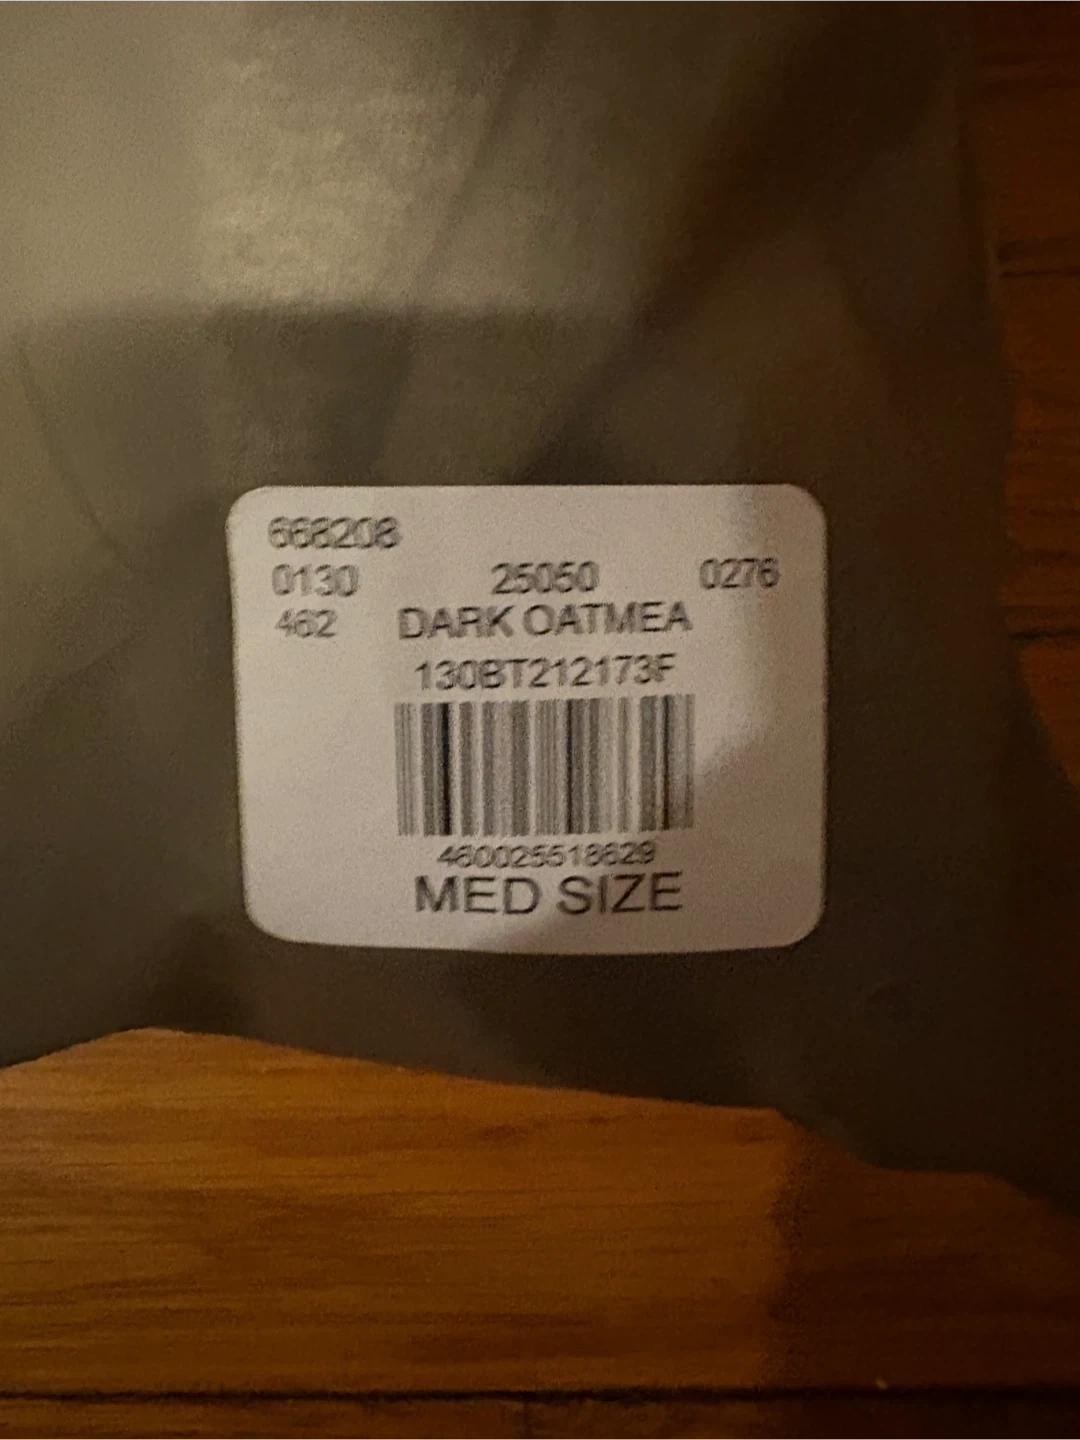 668208
0130 25050 0276
462 DARK OATMEA
130BT212173F
460025518629
MED SIZE